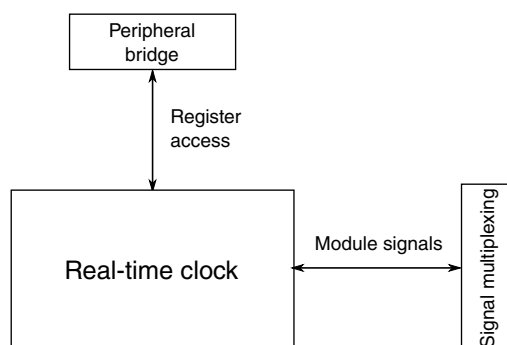 Peripheral
bridge
Register
access
Real-time clock
Module signals
Signal multiplexing